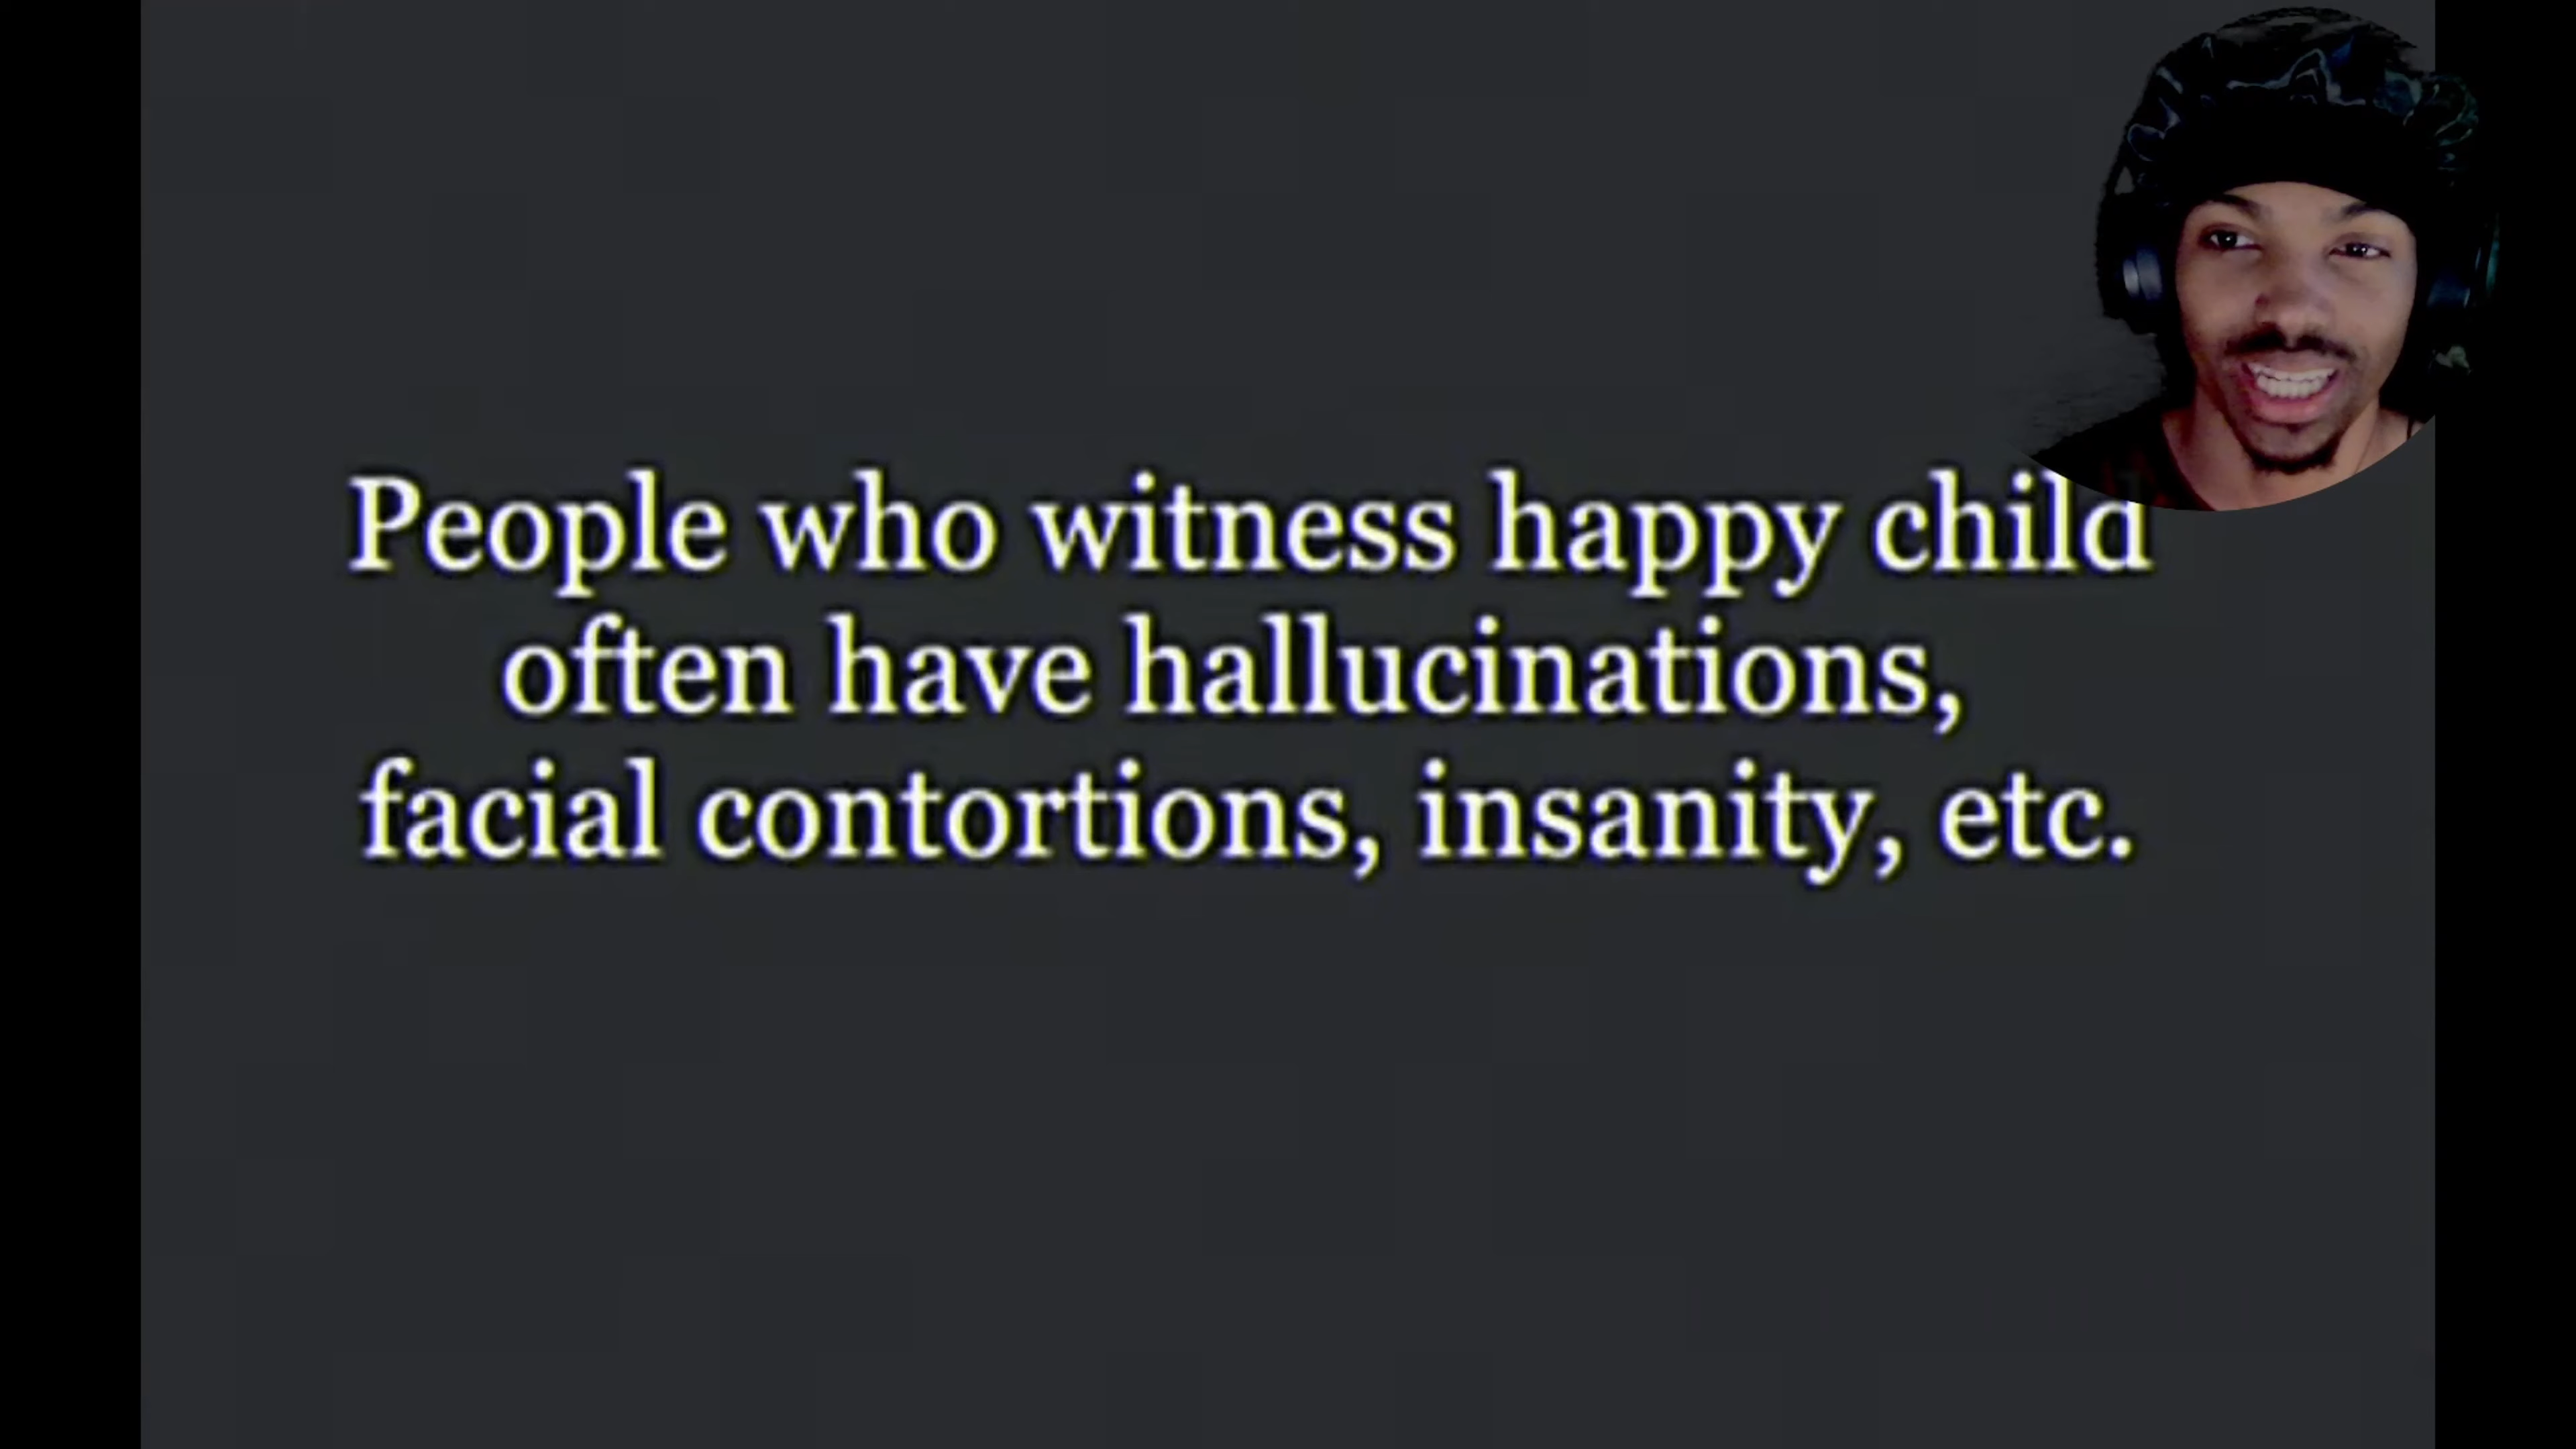 People who witness happy child
often have hallucinations,
facial contortions, insanity, etc.